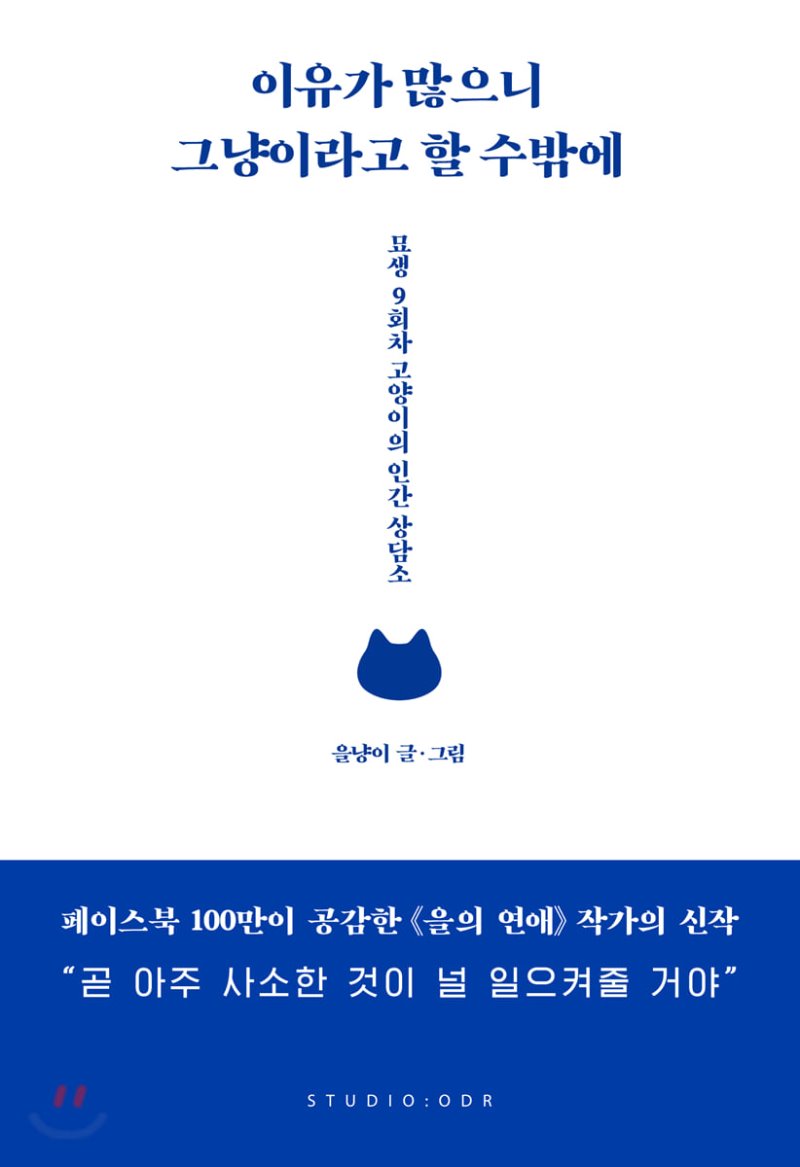 이유가 많으니
그냥이라고 할 수밖에
묘생 9회차 고양이의 인간 상담소
을냥이 글·그림
페이스북 100만이 공감한 《을의 연애》 작가의 신작
“곧 아주 사소한 것이 널 일으켜줄 거야”
STUDIO:ODR